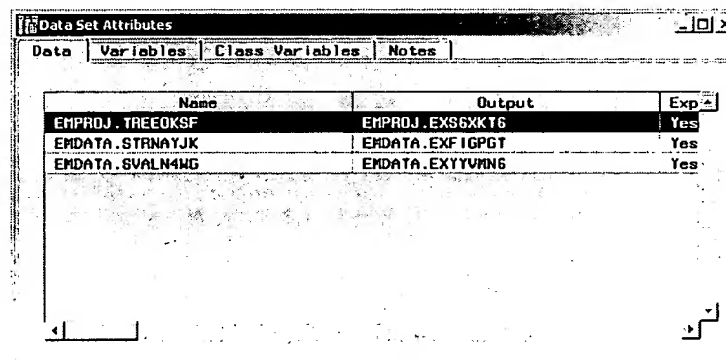 Data Set Attributes
Data Variables Class Variables Notes
Name Output Exp
EMPROJ.TREEOKSF EMPROJ.EXS6XKT6 Yes
EMDATA.STRNAYJK EMDATA.EXFIGPGT Yes
EMDATA.SVALN4WG EMDATA.EXYYVMN6 Yes